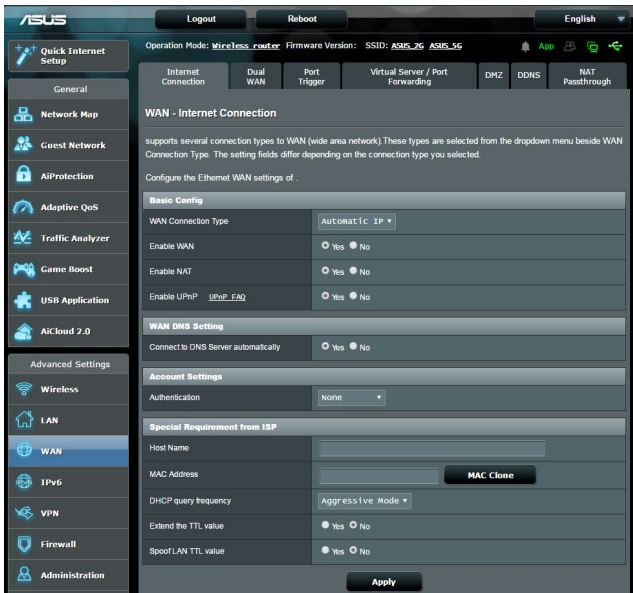 ASUS
Logout
Reboot
English
Quick Internet
Setup
General
Network Map
Guest Network
AiProtection
Adaptive QoS
Traffic Analyzer
Game Boost
USB Application
AiCloud 2.0
Advanced Settings
Wireless
LAN
WAN
IPv6
VPN
Firewall
Administration
Operation Mode: Wireless router Firmware Version: SSID: ASUS_2G ASUS_5G
App
Internet
Connection
Dual
WAN
Port
Trigger
Virtual Server / Port
Forwarding
DMZ
DDNS
NAT
Passthrough
WAN - Internet Connection
supports several connection types to WAN (wide area network).These types are selected from the dropdown menu beside WAN
Connection Type. The setting fields differ depending on the connection type you selected.
Configure the Ethernet WAN settings of .
Basic Config
WAN Connection Type Automatic IP
Enable WAN Yes No
Enable NAT Yes No
Enable UPnP UPnP FAQ Yes No
WAN DNS Setting
Connect to DNS Server automatically Yes No
Account Settings
Authentication None
Special Requirement from ISP
Host Name
MAC Address MAC Clone
DHCP query frequency Aggressive Mode
Extend the TTL value Yes No
Spoof LAN TTL value Yes No
Apply